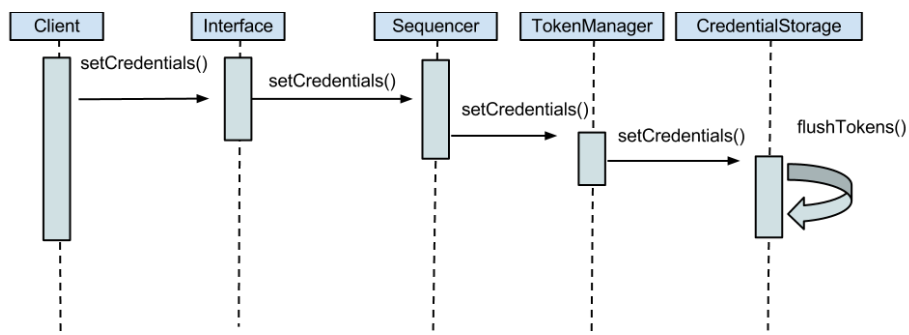 Client Interface Sequencer TokenManager CredentialStorage
setCredentials()
setCredentials()
setCredentials()
setCredentials()
flushTokens()